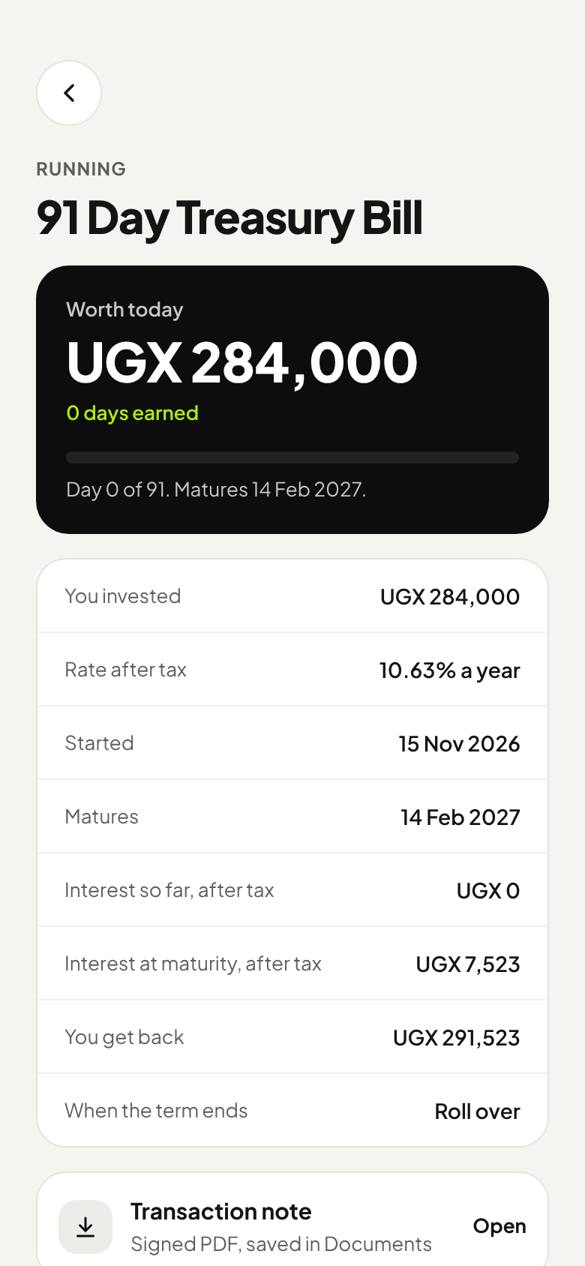 RUNNING
91 Day Treasury Bill
Worth today
UGX 284,000
0 days earned
Day 0 of 91. Matures 14 Feb 2027.
You invested UGX 284,000
Rate after tax 10.63% a year
Started 15 Nov 2026
Matures 14 Feb 2027
Interest so far, after tax UGX 0
Interest at maturity, after tax UGX 7,523
You get back UGX 291,523
When the term ends Roll over
Transaction note
Open
Signed PDF, saved in Documents